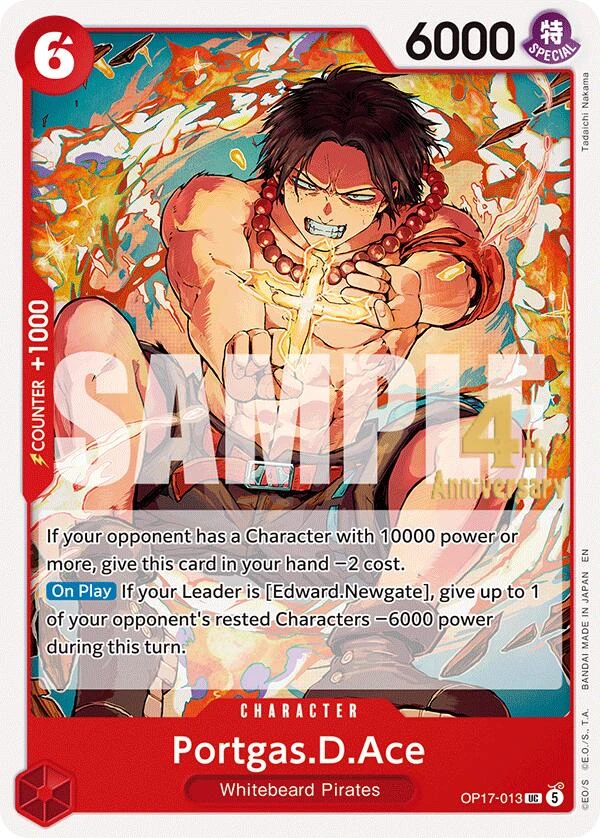 6
6000
特
SPECIAL
Tadaichi Nakama
COUNTER +1000
SAMPLE
4th
Anniversary
If your opponent has a Character with 10000 power or
more, give this card in your hand −2 cost.
On Play If your Leader is [Edward.Newgate], give up to 1
of your opponent's rested Characters −6000 power
during this turn.
CHARACTER
Portgas.D.Ace
Whitebeard Pirates
OP17-013 UC 5
©E.O/S ©E.O./S., T.A. BANDAI MADE IN JAPAN EN